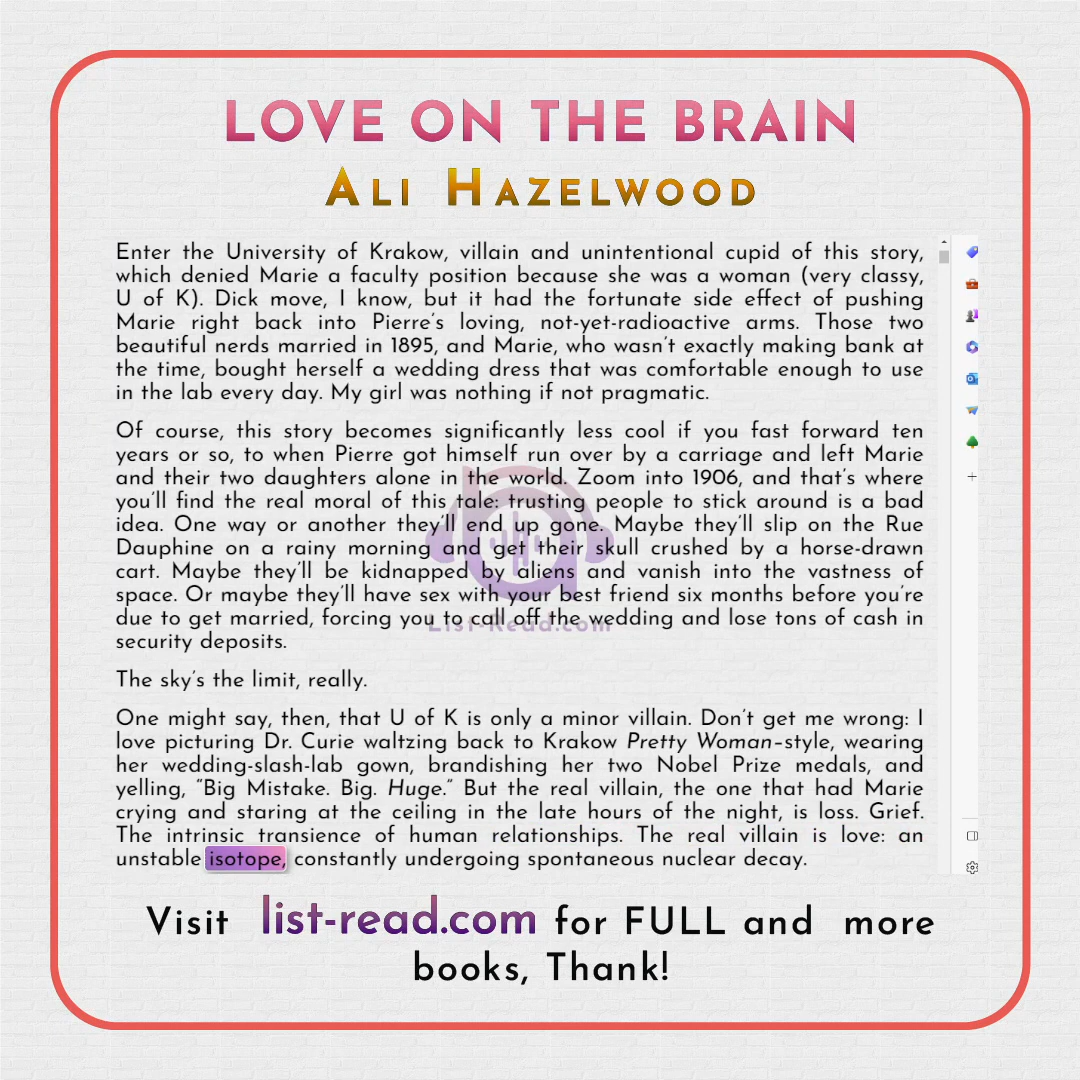 LOVE ON THE BRAIN
ALI HAZELWOOD
Enter the University of Krakow, villain and unintentional cupid of this story,
which denied Marie a faculty position because she was a woman (very classy,
U of K). Dick move, I know, but it had the fortunate side effect of pushing
Marie right back into Pierre’s loving, not-yet-radioactive arms. Those two
beautiful nerds married in 1895, and Marie, who wasn’t exactly making bank at
the time, bought herself a wedding dress that was comfortable enough to use
in the lab every day. My girl was nothing if not pragmatic.
Of course, this story becomes significantly less cool if you fast forward ten
years or so, to when Pierre got himself run over by a carriage and left Marie
and their two daughters alone in the world. Zoom into 1906, and that’s where
you’ll find the real moral of this tale: trusting people to stick around is a bad
idea. One way or another they’ll end up gone. Maybe they’ll slip on the Rue
Dauphine on a rainy morning and get their skull crushed by a horse-drawn
cart. Maybe they’ll be kidnapped by aliens and vanish into the vastness of
space. Or maybe they’ll have sex with your best friend six months before you’re
due to get married, forcing you to call off the wedding and lose tons of cash in
List-Read.com
security deposits.
The sky’s the limit, really.
One might say, then, that U of K is only a minor villain. Don’t get me wrong: I
love picturing Dr. Curie waltzing back to Krakow Pretty Woman–style, wearing
her wedding-slash-lab gown, brandishing her two Nobel Prize medals, and
yelling, “Big Mistake. Big. Huge.” But the real villain, the one that had Marie
crying and staring at the ceiling in the late hours of the night, is loss. Grief.
The intrinsic transience of human relationships. The real villain is love: an
unstable isotope, constantly undergoing spontaneous nuclear decay.
Visit list-read.com for FULL and more
books, Thank!